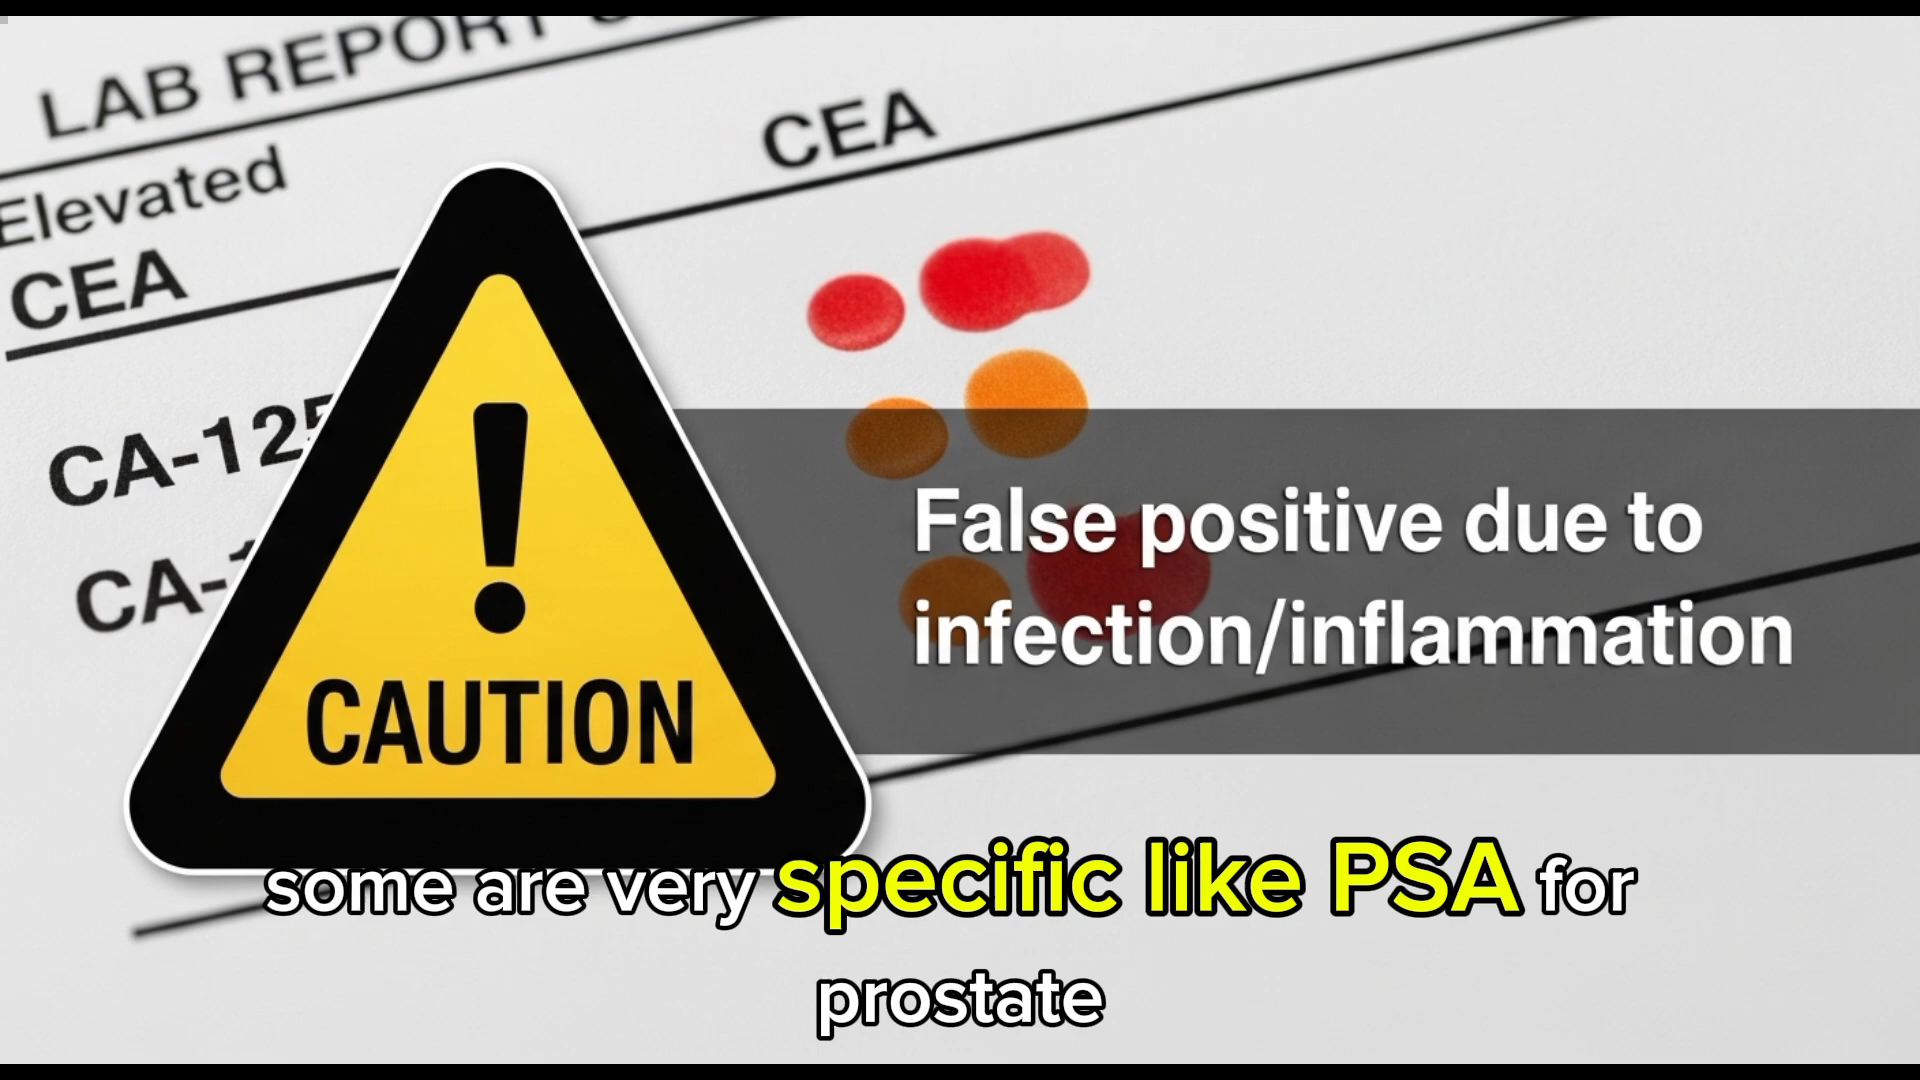 LAB REPORT
Elevated
CEA
CEA
CA-125
CA-
CAUTION
False positive due to
infection/inflammation
some are very specific like PSA for
prostate